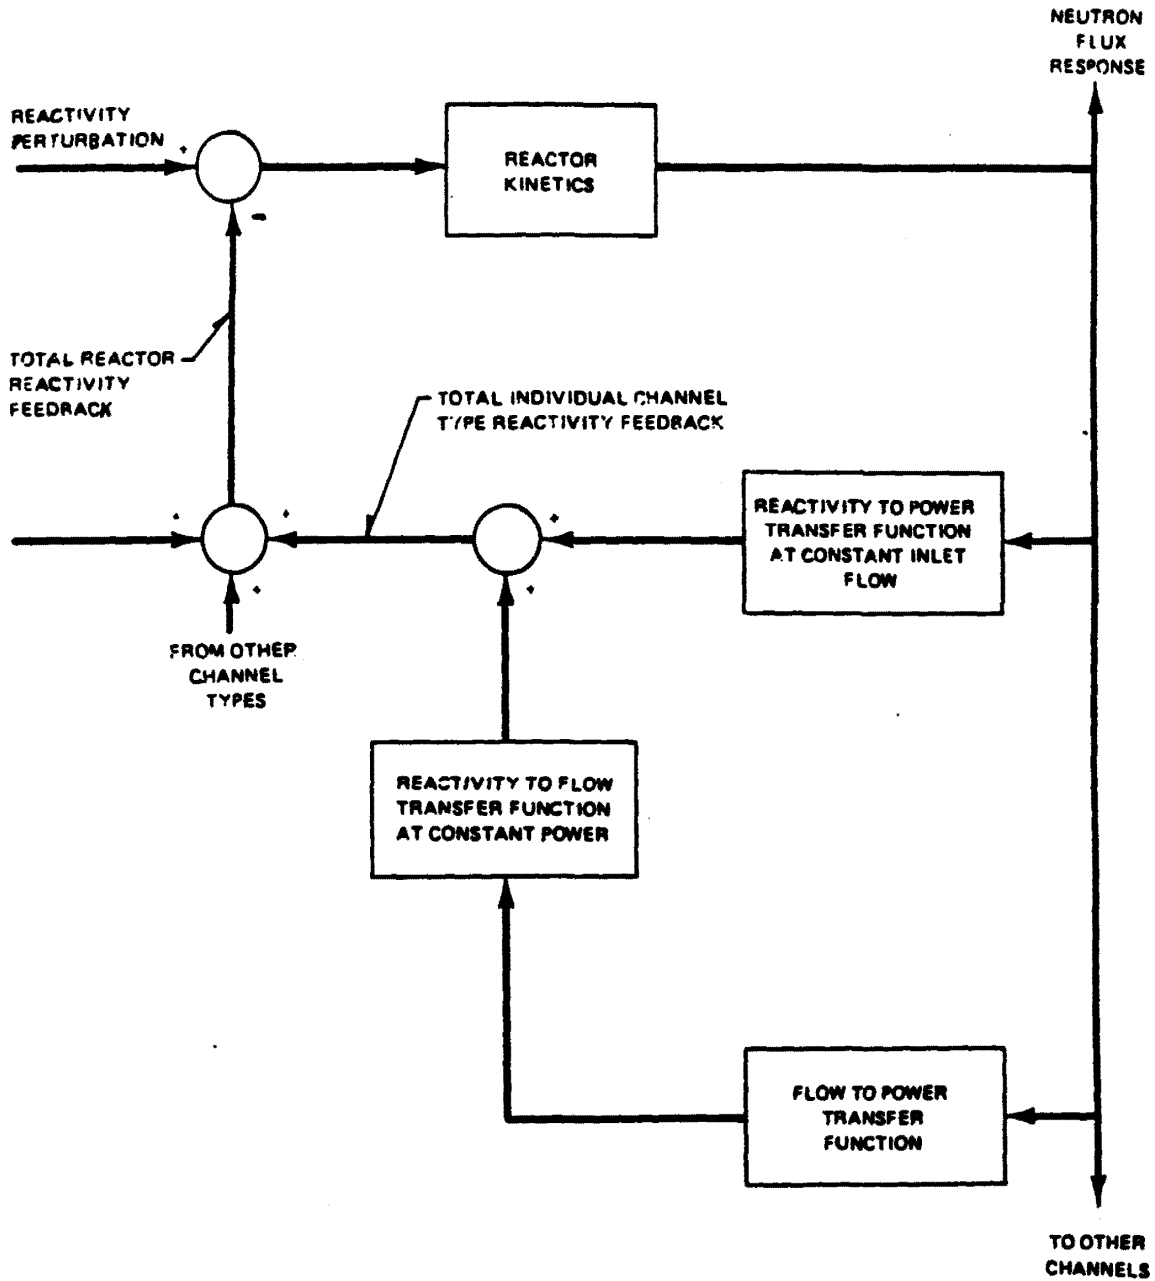 NEUTRON
FLUX
RESPONSE
REACTIVITY
PERTURBATION
+
REACTOR
KINETICS
-
TOTAL REACTOR
REACTIVITY
FEEDBACK
TOTAL INDIVIDUAL CHANNEL
TYPE REACTIVITY FEEDBACK
+
+
+
+
+
REACTIVITY TO POWER
TRANSFER FUNCTION
AT CONSTANT INLET
FLOW
FROM OTHER
CHANNEL
TYPES
REACTIVITY TO FLOW
TRANSFER FUNCTION
AT CONSTANT POWER
FLOW TO POWER
TRANSFER
FUNCTION
TO OTHER
CHANNELS